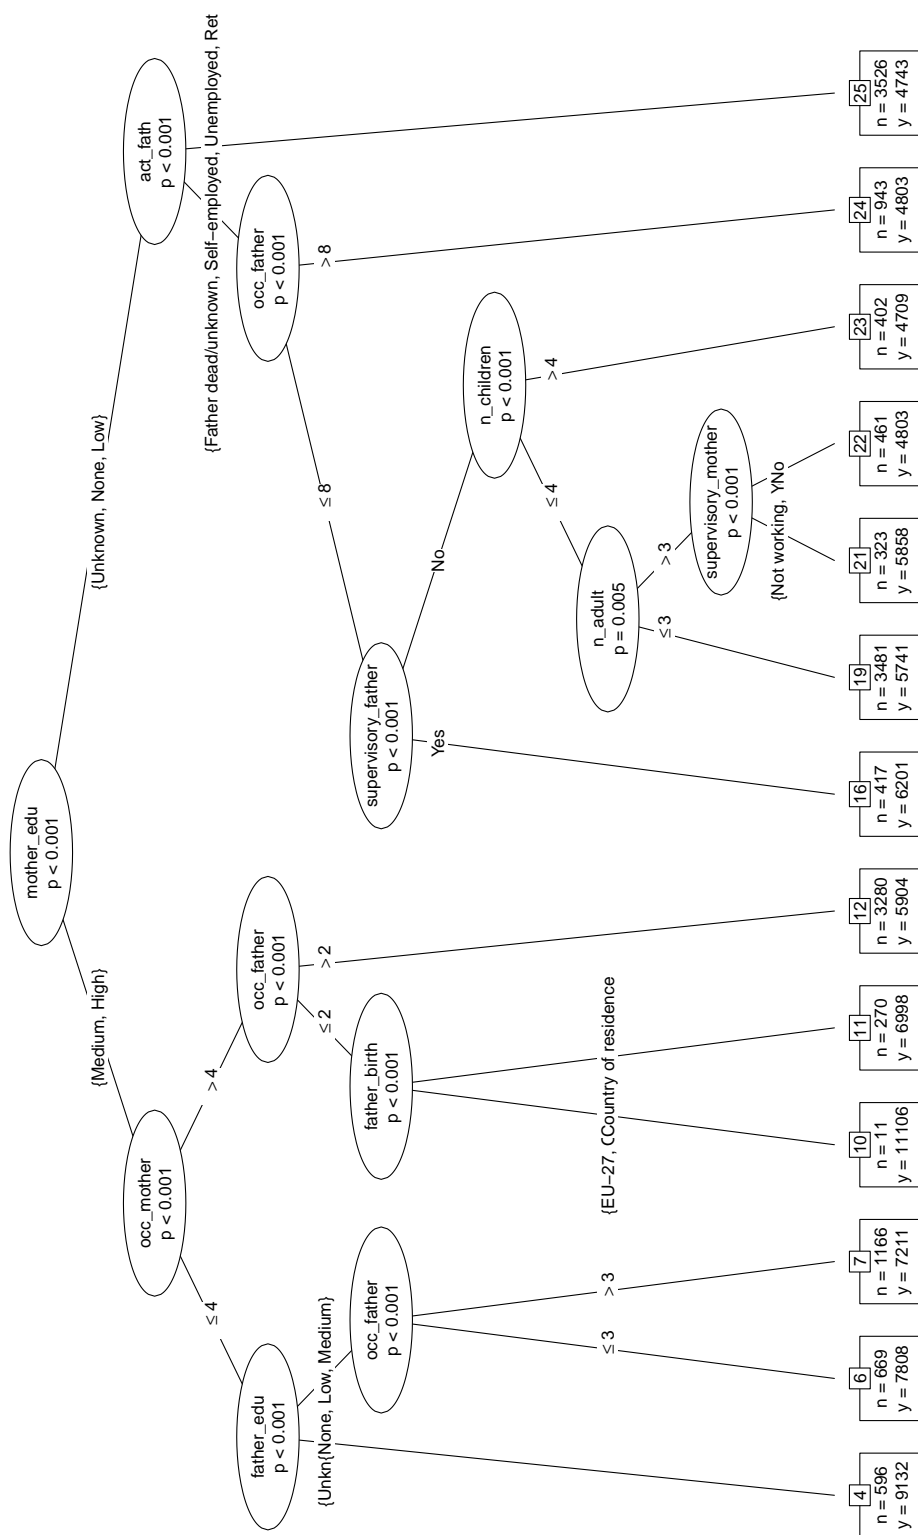 mother_edu
p < 0.001
{Medium, High}
{Unknown, None, Low}
occ_mother
p < 0.001
≤ 4
> 4
act_fath
p < 0.001
{Father dead/unknown, Self−employed, Unemployed, Ret
father_edu
p < 0.001
{Unkn{None, Low, Medium}
occ_father
p < 0.001
≤ 2
> 2
occ_father
p < 0.001
≤ 8
> 8
occ_father
p < 0.001
≤ 3
> 3
father_birth
p < 0.001
{EU−27, Country of residence
supervisory_father
p < 0.001
Yes
No
n_children
p < 0.001
≤ 4
> 4
n_adult
p = 0.005
≤ 3
> 3
supervisory_mother
p < 0.001
{Not working, YNo
4
n = 596
y = 9132
6
n = 669
y = 7808
7
n = 1166
y = 7211
10
n = 11
y = 11106
11
n = 270
y = 6998
12
n = 3280
y = 5904
16
n = 417
y = 6201
19
n = 3481
y = 5741
21
n = 323
y = 5858
22
n = 461
y = 4803
23
n = 402
y = 4709
24
n = 943
y = 4803
25
n = 3526
y = 4743